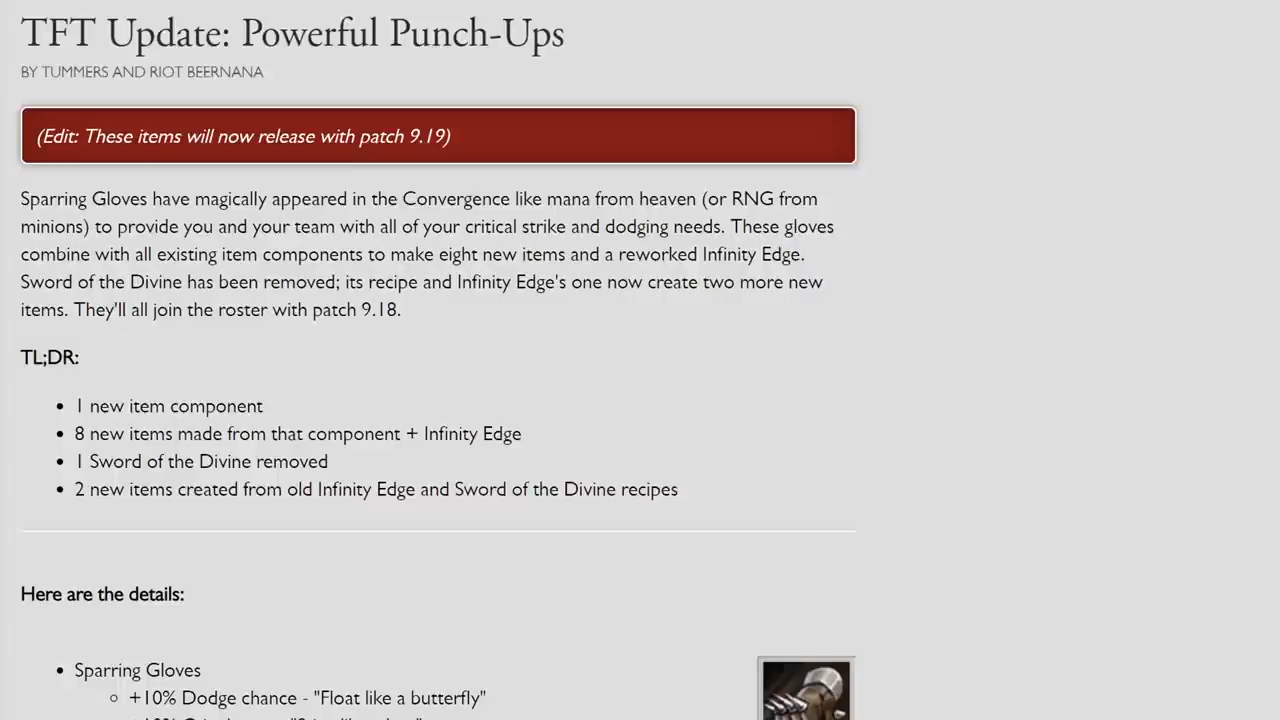 TFT Update: Powerful Punch-Ups
BY TUMMERS AND RIOT BEERNANA
(Edit: These items will now release with patch 9.19)
Sparring Gloves have magically appeared in the Convergence like mana from heaven (or RNG from
minions) to provide you and your team with all of your critical strike and dodging needs. These gloves
combine with all existing item components to make eight new items and a reworked Infinity Edge.
Sword of the Divine has been removed; its recipe and Infinity Edge's one now create two more new
items. They'll all join the roster with patch 9.18.
TL;DR:
• 1 new item component
• 8 new items made from that component + Infinity Edge
• 1 Sword of the Divine removed
• 2 new items created from old Infinity Edge and Sword of the Divine recipes
Here are the details:
• Sparring Gloves
◦ +10% Dodge chance - "Float like a butterfly"